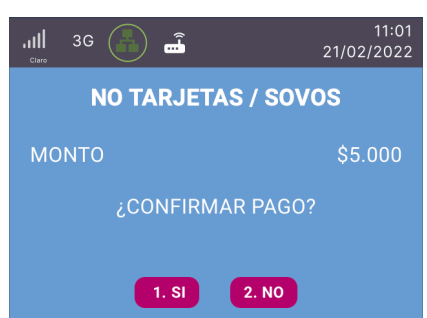 3G
11:01
Claro
21/02/2022
NO TARJETAS / SOVOS
MONTO $5.000
¿CONFIRMAR PAGO?
1. SI 2. NO